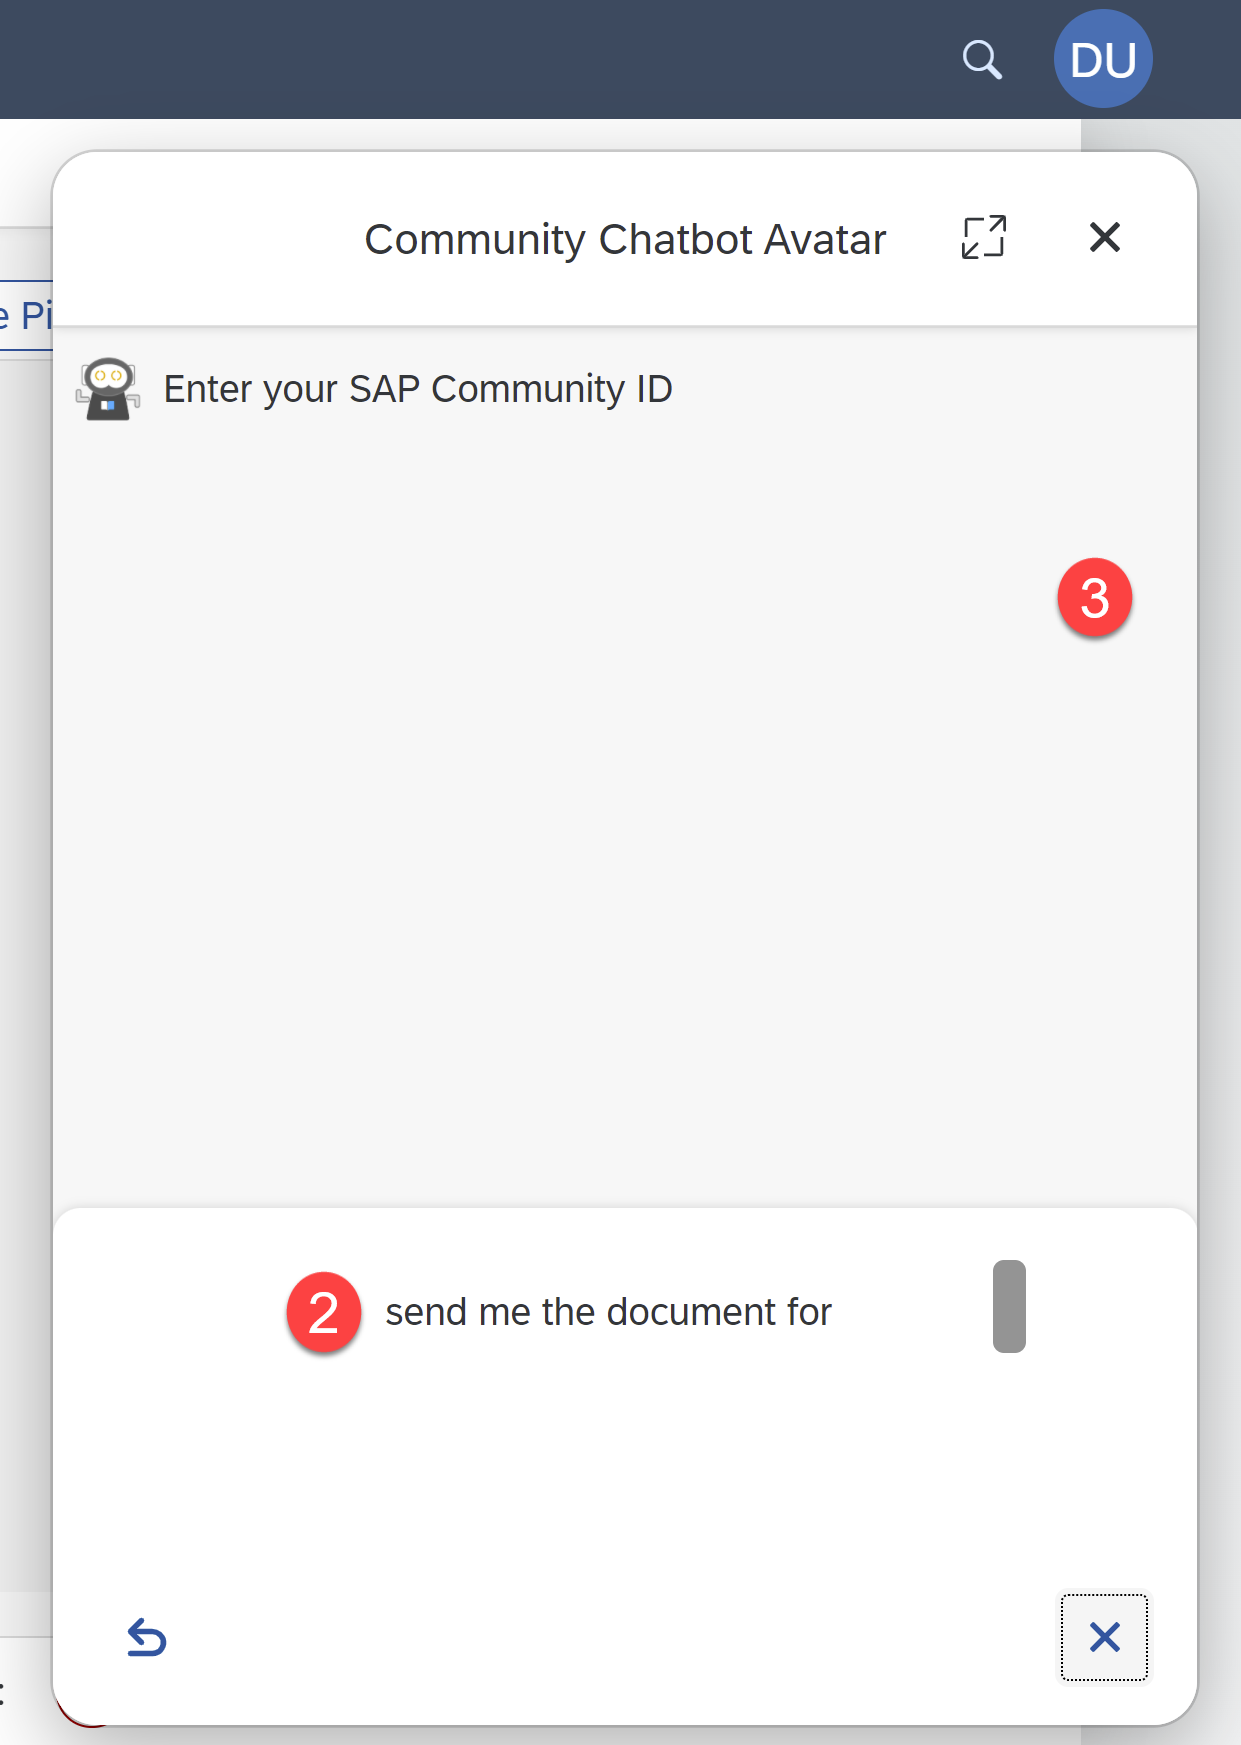 DU
Community Chatbot Avatar
e Pi
Enter your SAP Community ID
3
2 send me the document for
: